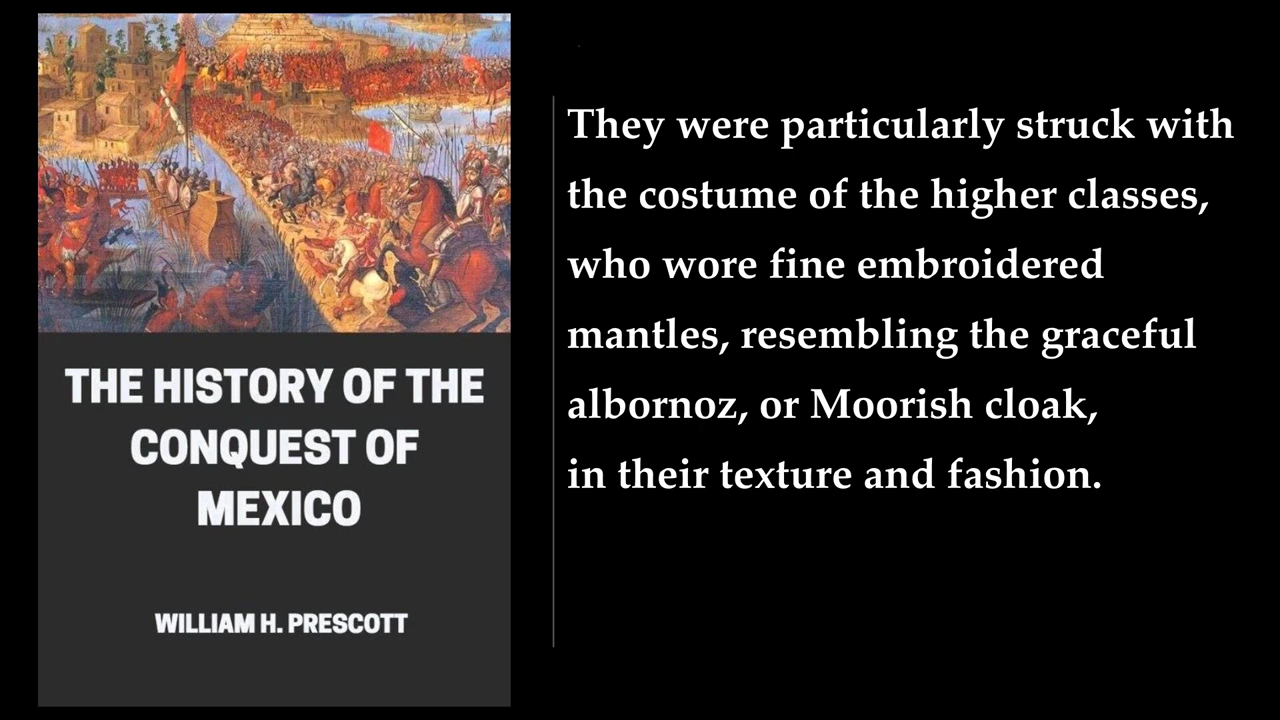 THE HISTORY OF THE
CONQUEST OF
MEXICO
WILLIAM H. PRESCOTT
They were particularly struck with
the costume of the higher classes,
who wore fine embroidered
mantles, resembling the graceful
albornoz, or Moorish cloak,
in their texture and fashion.